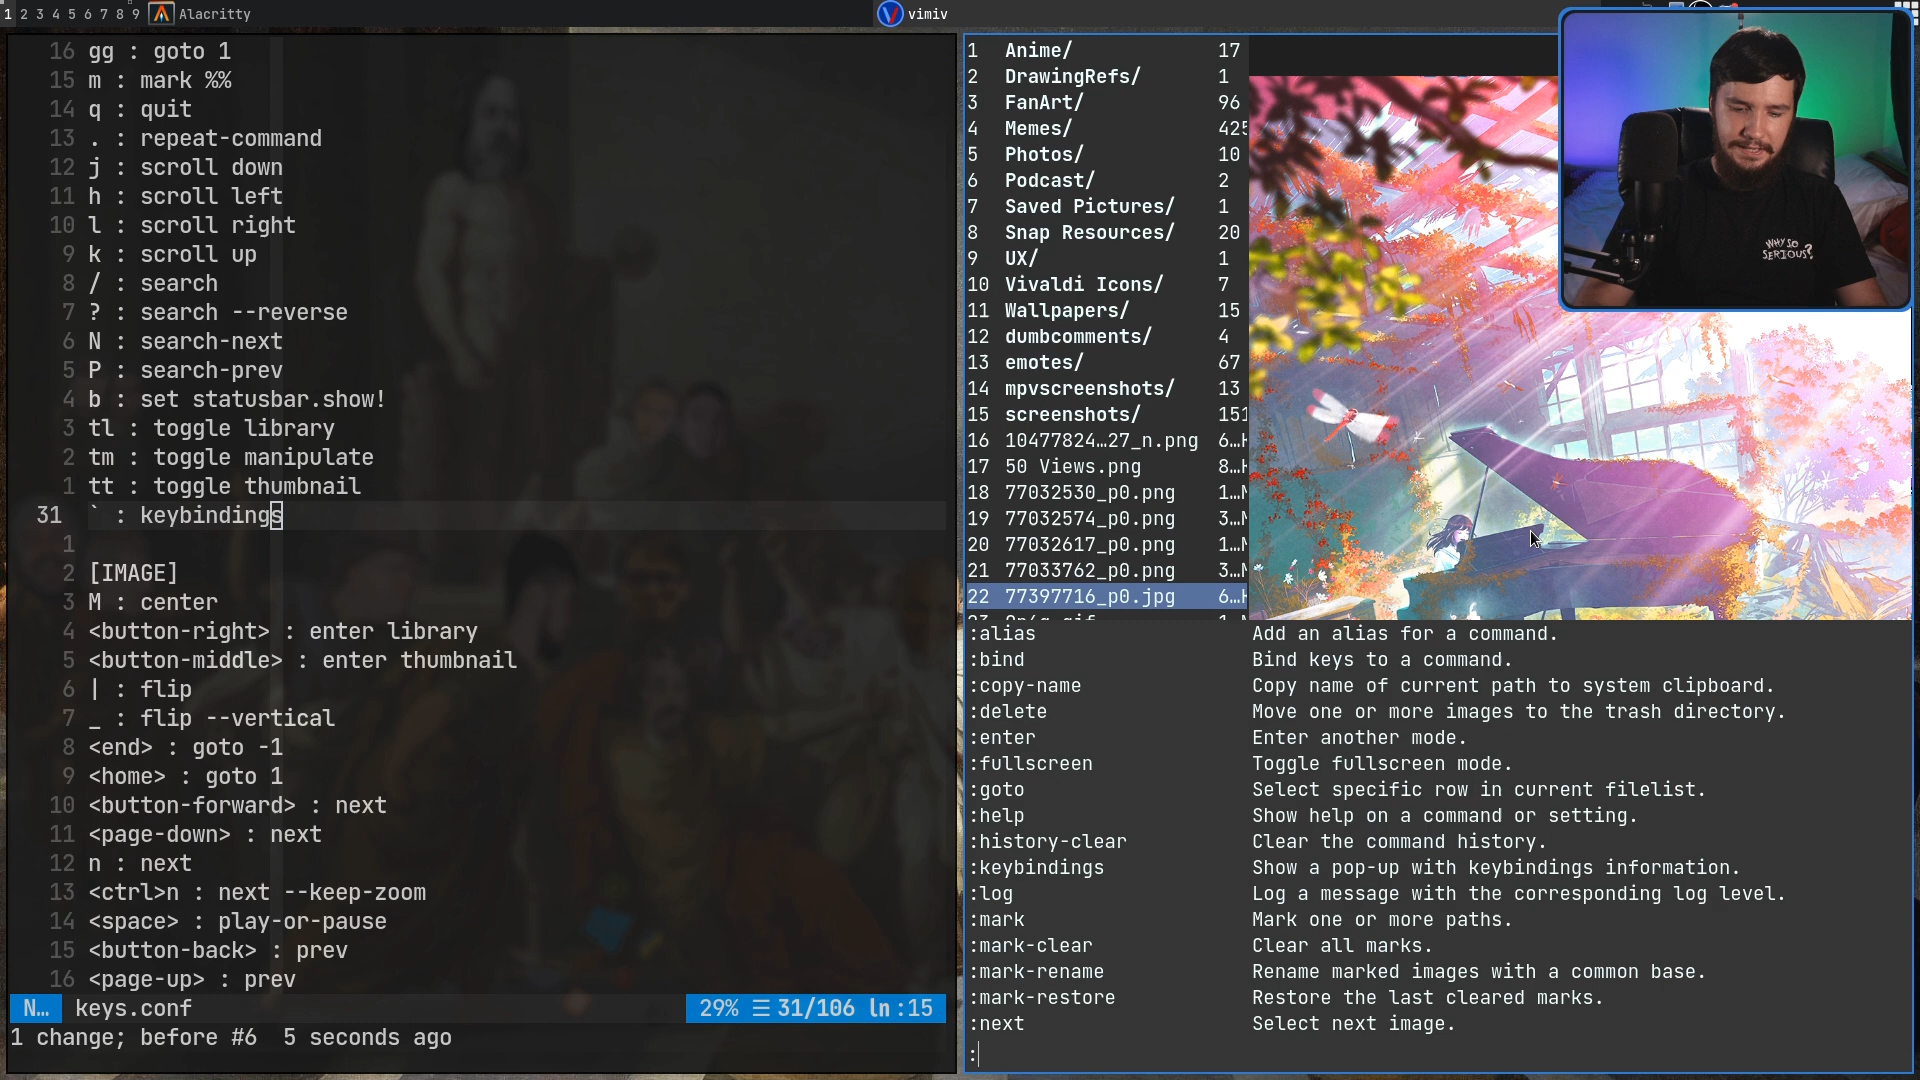 1 2 3 4 5 6 7 8 9 Alacritty
vimiv
16 gg : goto 1
15 m : mark %%
14 q : quit
13 . : repeat-command
12 j : scroll down
11 h : scroll left
10 l : scroll right
9 k : scroll up
8 / : search
7 ? : search --reverse
6 N : search-next
5 P : search-prev
4 b : set statusbar.show!
3 tl : toggle library
2 tm : toggle manipulate
1 tt : toggle thumbnail
31 ` : keybindings
1
2 [IMAGE]
3 M : center
4 <button-right> : enter library
5 <button-middle> : enter thumbnail
6 | : flip
7 _ : flip --vertical
8 <end> : goto -1
9 <home> : goto 1
10 <button-forward> : next
11 <page-down> : next
12 n : next
13 <ctrl>n : next --keep-zoom
14 <space> : play-or-pause
15 <button-back> : prev
16 <page-up> : prev
N… keys.conf 29% ☰ 31/106 ln :15
1 change; before #6 5 seconds ago
1 Anime/ 17
2 DrawingRefs/ 1
3 FanArt/ 96
4 Memes/ 425
5 Photos/ 10
6 Podcast/ 2
7 Saved Pictures/ 1
8 Snap Resources/ 20
9 UX/ 1
10 Vivaldi Icons/ 7
11 Wallpapers/ 15
12 dumbcomments/ 4
13 emotes/ 67
14 mpvscreenshots/ 13
15 screenshots/ 151
16 10477824…27_n.png 6…
17 50 Views.png 8…
18 77032530_p0.png 1…
19 77032574_p0.png 3…
20 77032617_p0.png 1…
21 77033762_p0.png 3…
22 77397716_p0.jpg 6…
WHY SO
SERIOUS?
:alias Add an alias for a command.
:bind Bind keys to a command.
:copy-name Copy name of current path to system clipboard.
:delete Move one or more images to the trash directory.
:enter Enter another mode.
:fullscreen Toggle fullscreen mode.
:goto Select specific row in current filelist.
:help Show help on a command or setting.
:history-clear Clear the command history.
:keybindings Show a pop-up with keybindings information.
:log Log a message with the corresponding log level.
:mark Mark one or more paths.
:mark-clear Clear all marks.
:mark-rename Rename marked images with a common base.
:mark-restore Restore the last cleared marks.
:next Select next image.
: